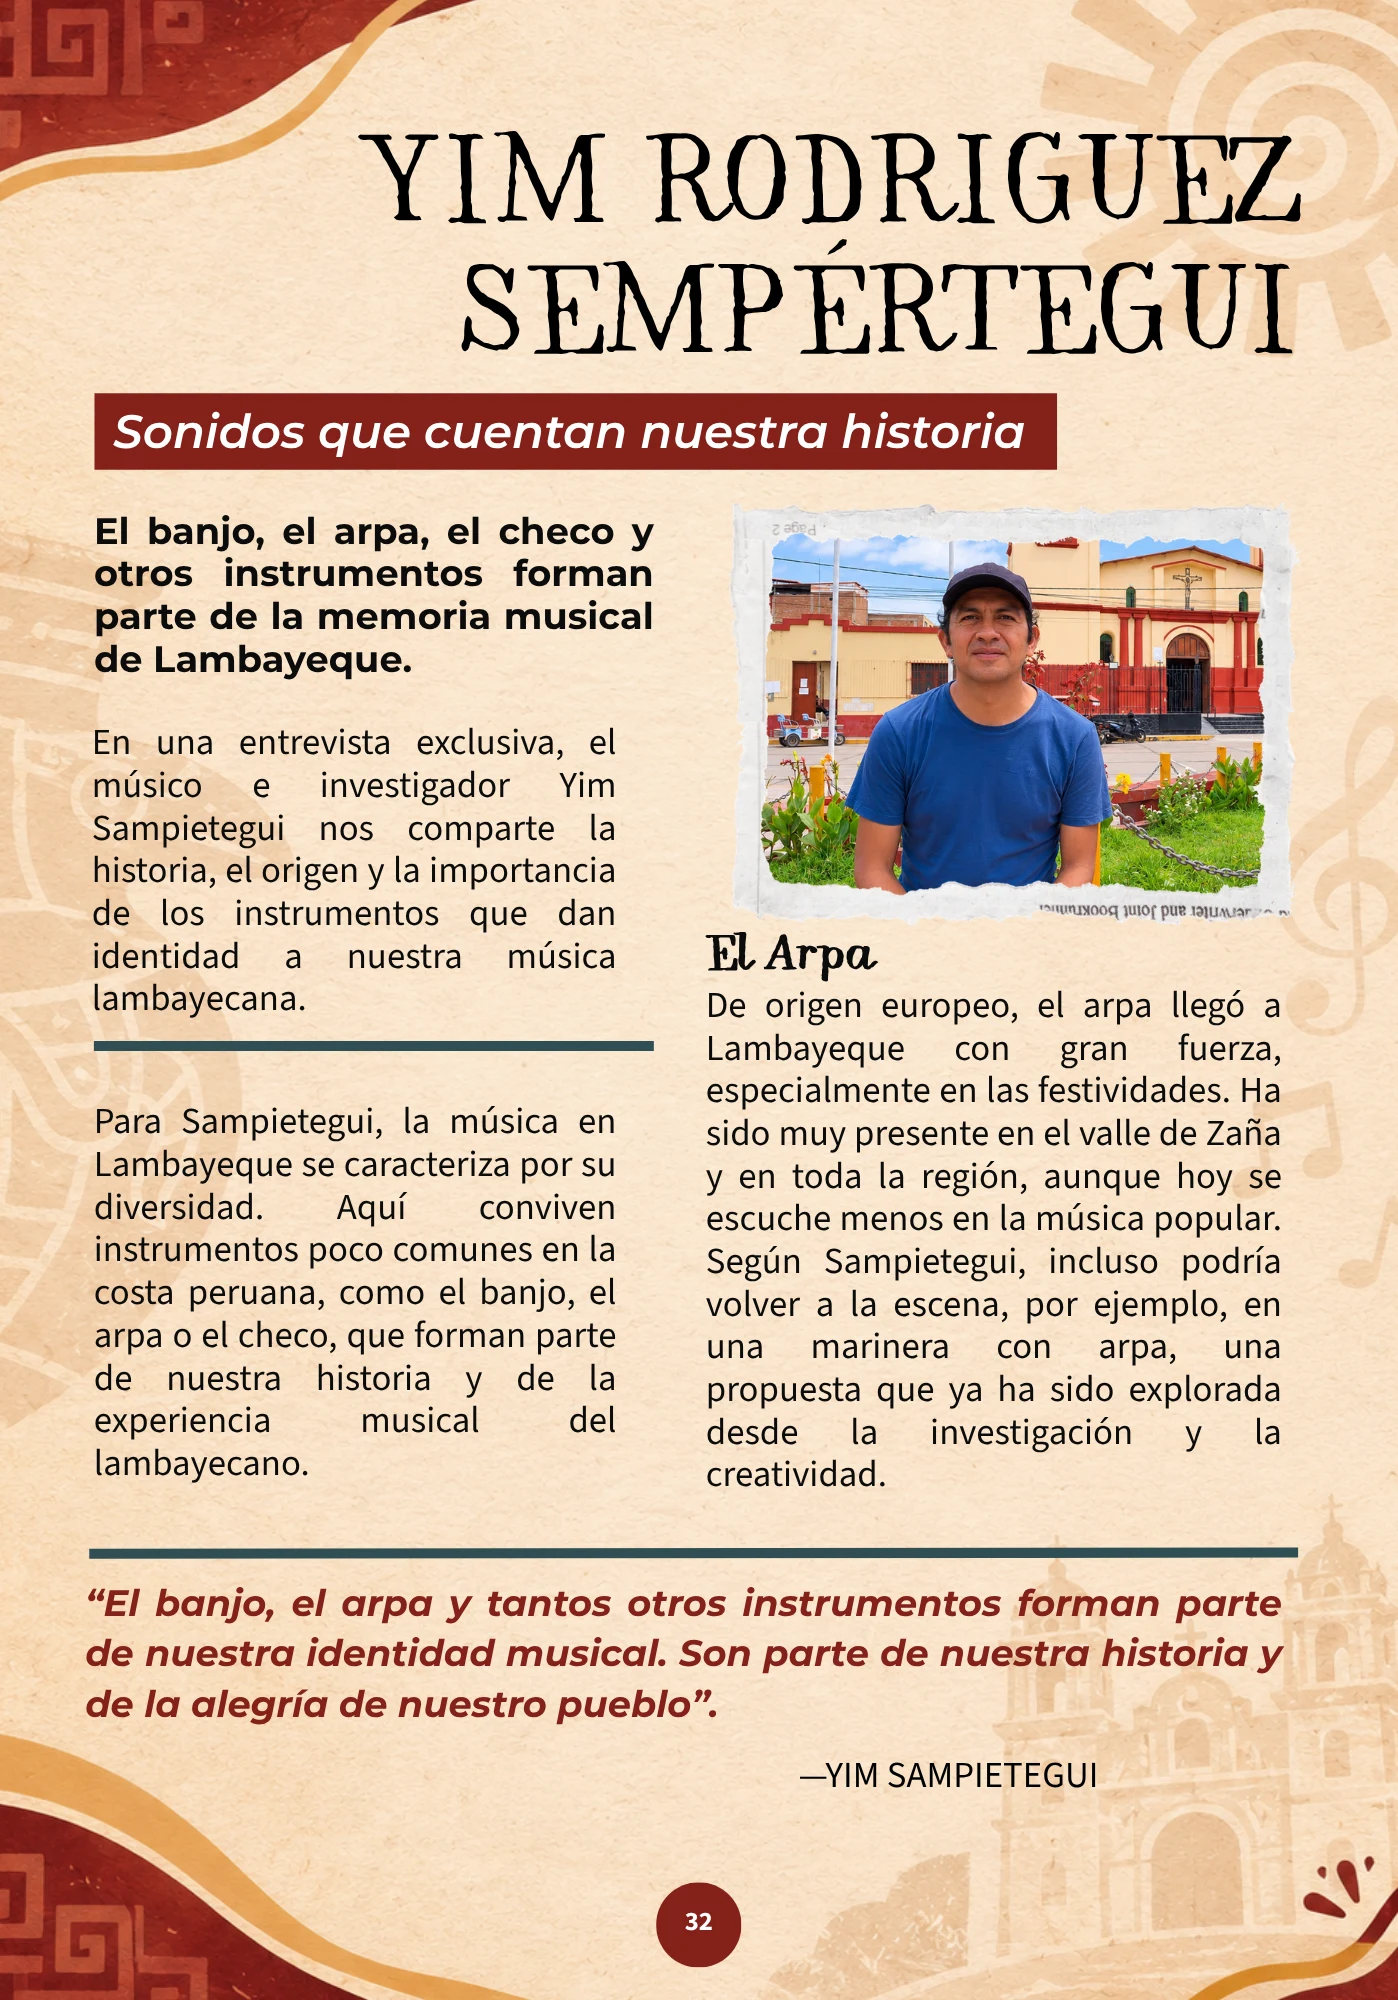 YIM RODRIGUEZ
SEMPÉRTEGUI
Sonidos que cuentan nuestra historia
El banjo, el arpa, el checo y
otros instrumentos forman
parte de la memoria musical
de Lambayeque.
En una entrevista exclusiva, el
músico e investigador Yim
Sampietegui nos comparte la
historia, el origen y la importancia
de los instrumentos que dan
identidad a nuestra música
lambayecana.
Para Sampietegui, la música en
Lambayeque se caracteriza por su
diversidad. Aquí conviven
instrumentos poco comunes en la
costa peruana, como el banjo, el
arpa o el checo, que forman parte
de nuestra historia y de la
experiencia musical del
lambayecano.
Page 2
and Joint Bookrunner
El Arpa
De origen europeo, el arpa llegó a
Lambayeque con gran fuerza,
especialmente en las festividades. Ha
sido muy presente en el valle de Zaña
y en toda la región, aunque hoy se
escuche menos en la música popular.
Según Sampietegui, incluso podría
volver a la escena, por ejemplo, en
una marinera con arpa, una
propuesta que ya ha sido explorada
desde la investigación y la
creatividad.
“El banjo, el arpa y tantos otros instrumentos forman parte
de nuestra identidad musical. Son parte de nuestra historia y
de la alegría de nuestro pueblo”.
—YIM SAMPIETEGUI
32